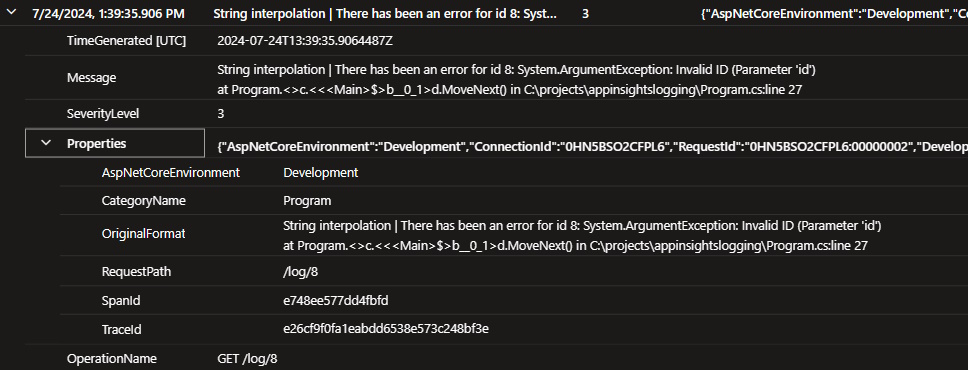 7/24/2024, 1:39:35.906 PM String interpolation | There has been an error for id 8: Syst... 3 {"AspNetCoreEnvironment":"Development","Co
TimeGenerated [UTC] 2024-07-24T13:39:35.9064487Z
Message String interpolation | There has been an error for id 8: System.ArgumentException: Invalid ID (Parameter 'id')
at Program.<>c.<<<Main>$>b__0_1>d.MoveNext() in C:\projects\appinsightslogging\Program.cs:line 27
SeverityLevel 3
Properties {"AspNetCoreEnvironment":"Development","ConnectionId":"0HN5BSO2CFPL6","RequestId":"0HN5BSO2CFPL6:00000002","Develop
AspNetCoreEnvironment Development
CategoryName Program
OriginalFormat String interpolation | There has been an error for id 8: System.ArgumentException: Invalid ID (Parameter 'id')
at Program.<>c.<<<Main>$>b__0_1>d.MoveNext() in C:\projects\appinsightslogging\Program.cs:line 27
RequestPath /log/8
SpanId e748ee577dd4fbfd
TraceId e26cf9f0fa1eabdd6538e573c248bf3e
OperationName GET /log/8